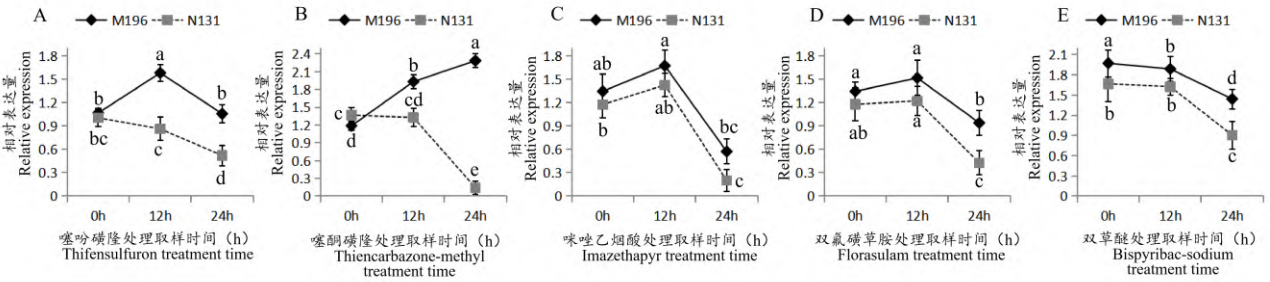 A
M196 N131
相对表达量
Relative expression
1.8
1.5
1.2
0.9
0.6
0.3
0
a
b
b
bc
c
d
0h 12h 24h
噻吩磺隆处理取样时间（h）
Thifensulfuron treatment time
B
M196 N131
相对表达量
Relative expression
2.4
2.1
1.8
1.5
1.2
0.9
0.6
0.3
0
a
b
c
cd
d
e
0h 12h 24h
噻酮磺隆处理取样时间（h）
Thiencarbazone-methyl
treatment time
C
M196 N131
相对表达量
Relative expression
1.8
1.5
1.2
0.9
0.6
0.3
0
a
ab
ab
b
bc
c
0h 12h 24h
咪唑乙烟酸处理取样时间（h）
Imazethapyr treatment time
D
M196 N131
相对表达量
Relative expression
1.8
1.5
1.2
0.9
0.6
0.3
0
a
a
b
ab
a
c
0h 12h 24h
双氟磺草胺处理取样时间（h）
Florasulam treatment time
E
M196 N131
相对表达量
Relative expression
2.1
1.8
1.5
1.2
0.9
0.6
0.3
0
a
b
d
b
b
c
0h 12h 24h
双草醚处理取样时间（h）
Bispyribac-sodium
treatment time